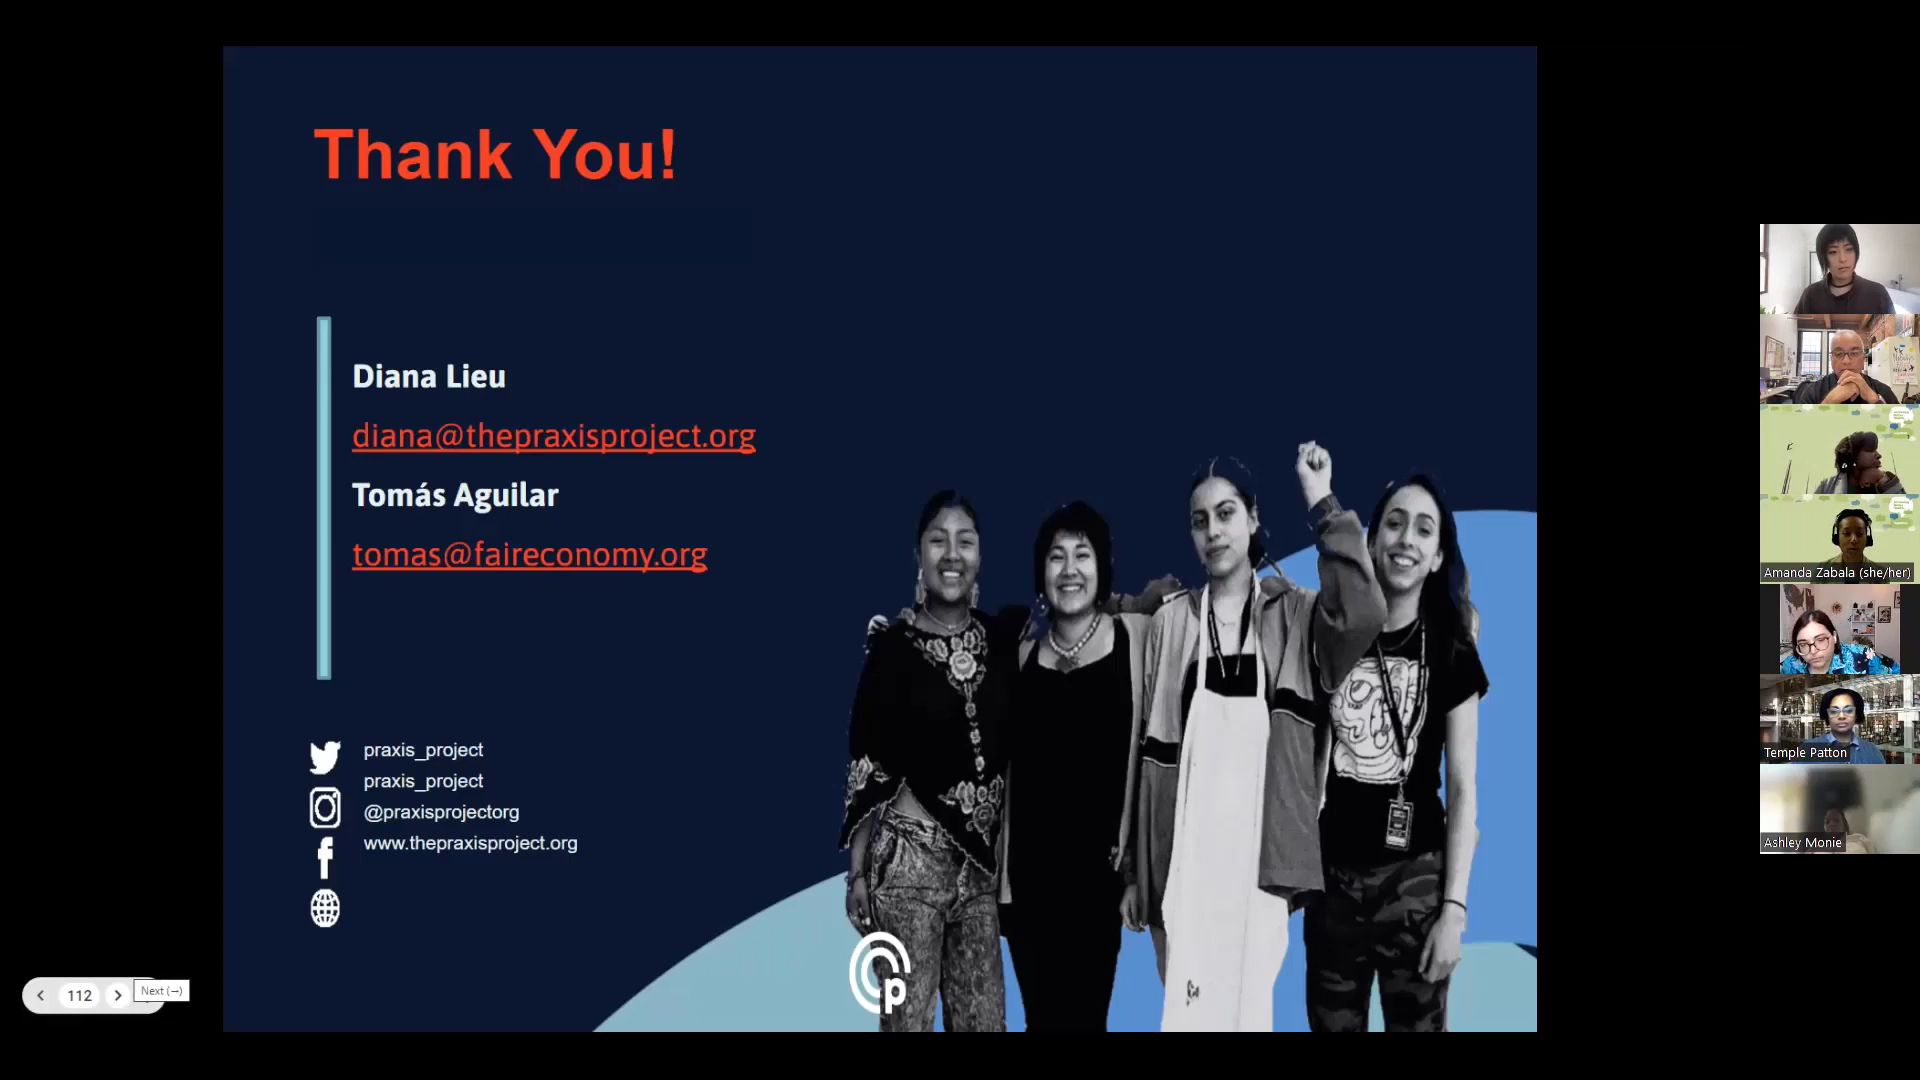 Thank You!
Diana Lieu
diana@thepraxisproject.org
Tomás Aguilar
tomas@faireconomy.org
praxis_project
praxis_project
@praxisprojectorg
www.thepraxisproject.org
p
112
Next (→)
Amanda Zabala (she/her)
Temple Patton
Ashley Monie